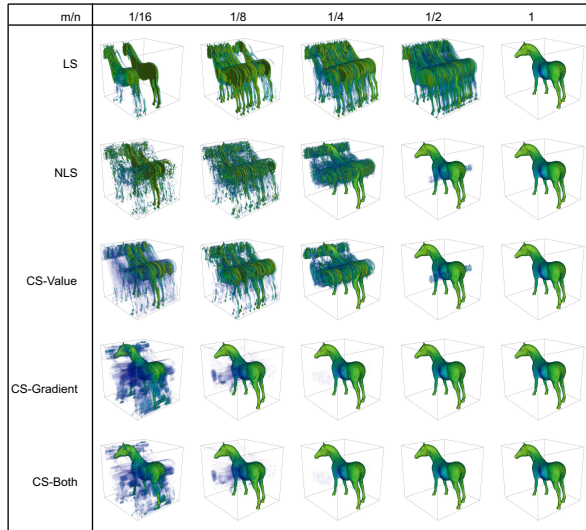 m/n 1/16 1/8 1/4 1/2 1
LS
NLS
CS-Value
CS-Gradient
CS-Both